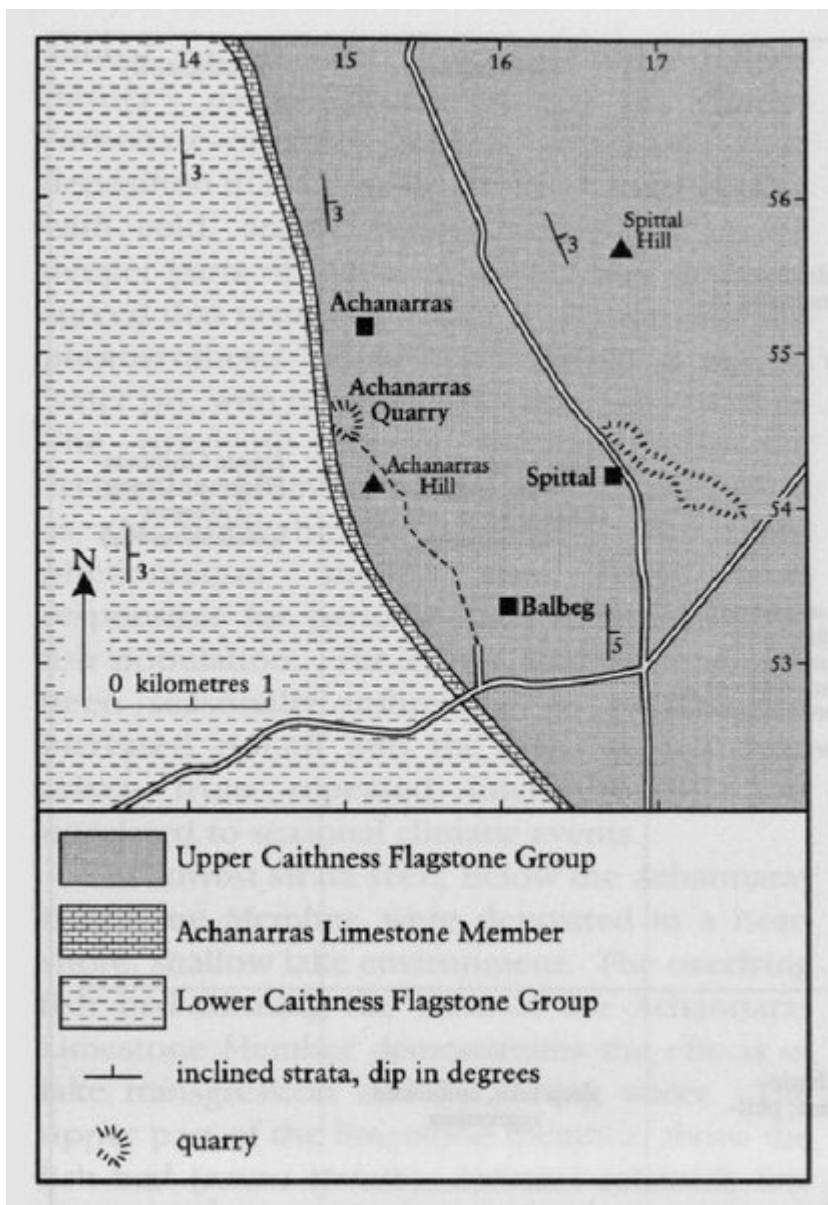 14 15 16 17
3
56
3
Spittal
Hill
3
Achanarras
55
Achanarras
Quarry
Achanarras
Hill
Spittal
54
N
3
Balbeg
5
53
0 kilometres 1
Upper Caithness Flagstone Group
Achanarras Limestone Member
Lower Caithness Flagstone Group
inclined strata, dip in degrees
quarry